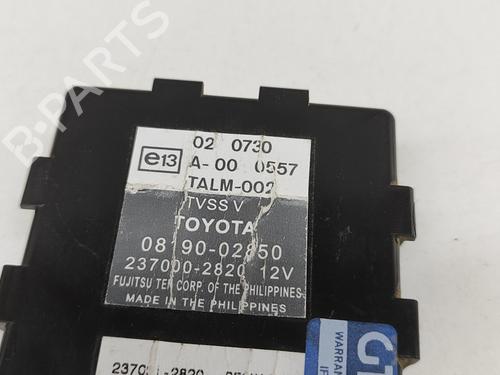 B-PARTS
02 0730
e13
A-00 0557
TALM-002
TVSS V
TOYOTA
08190-02850
237000-2820 12V
FUJITSU TEN CORP. OF THE PHILIPPINES
MADE IN THE PHILIPPINES
WARRAN